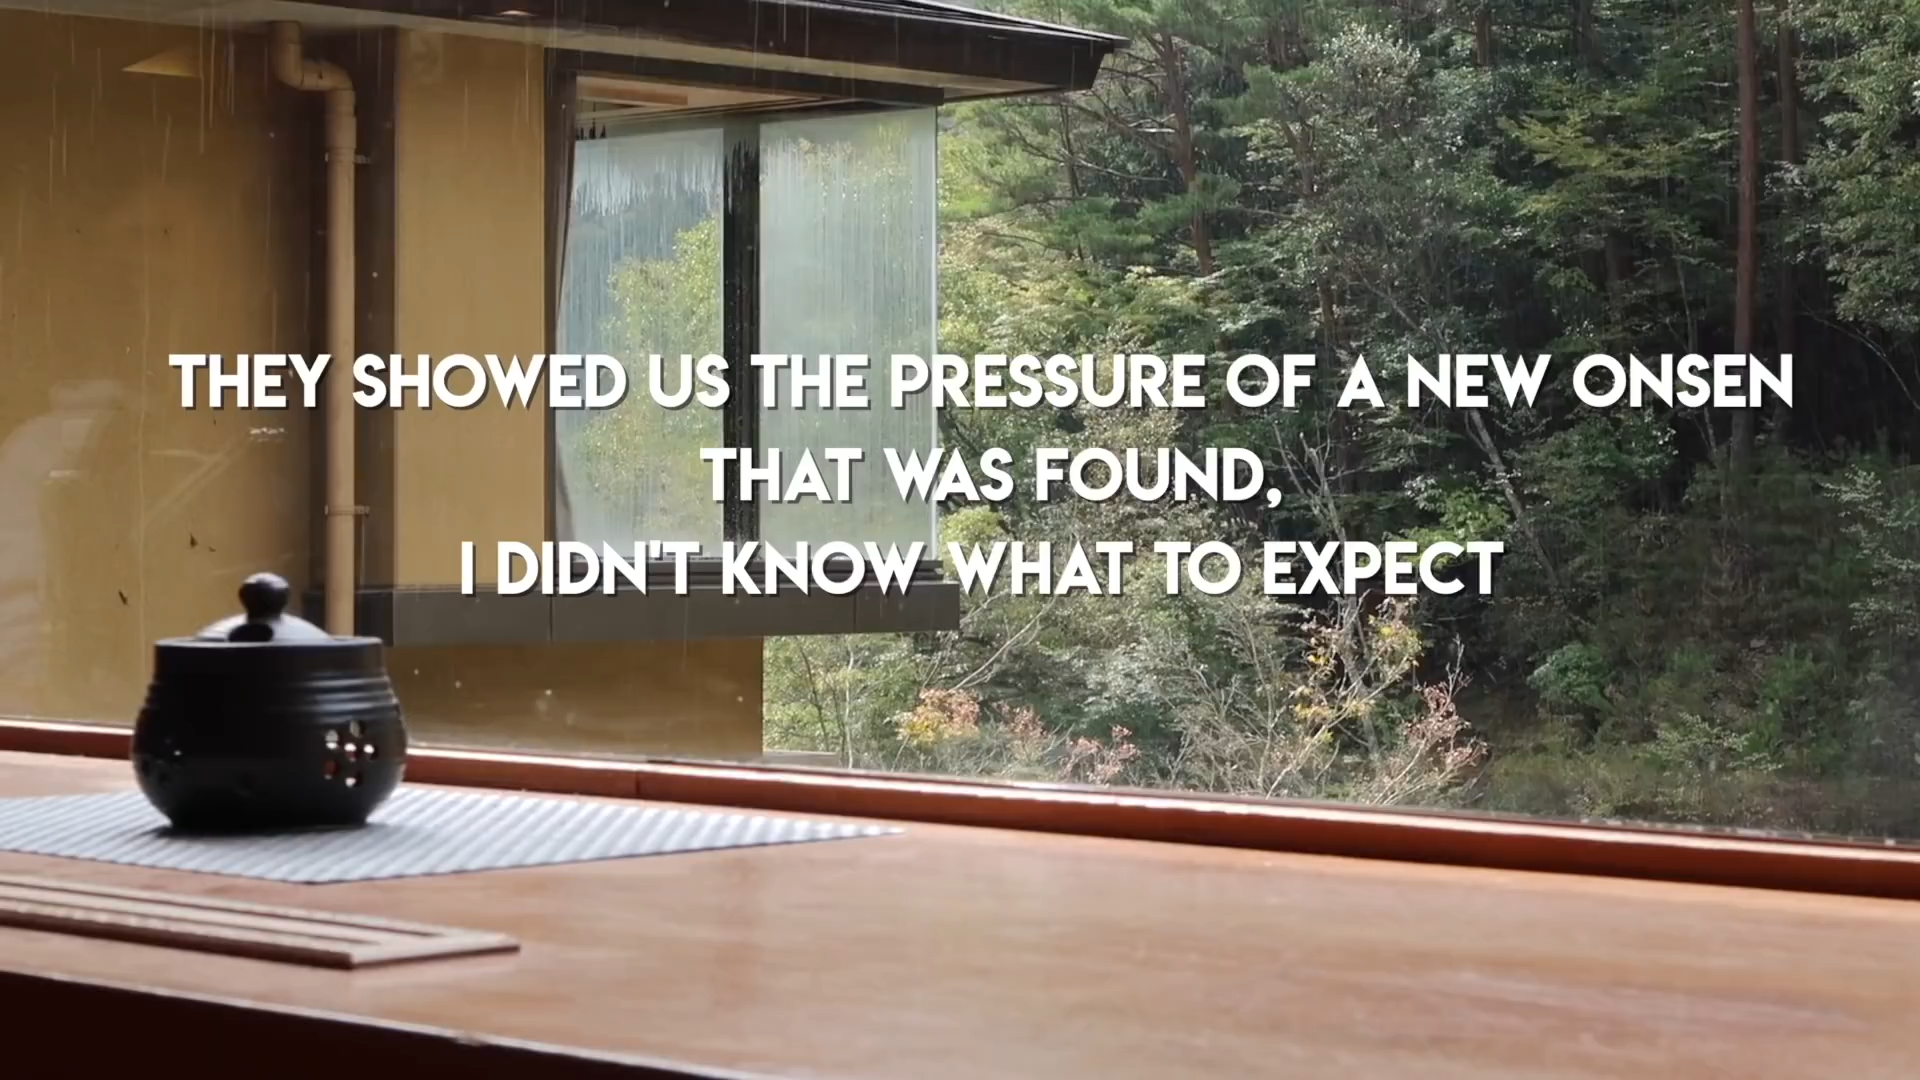 THEY SHOWED US THE PRESSURE OF A NEW ONSEN
THAT WAS FOUND,
I DIDN'T KNOW WHAT TO EXPECT